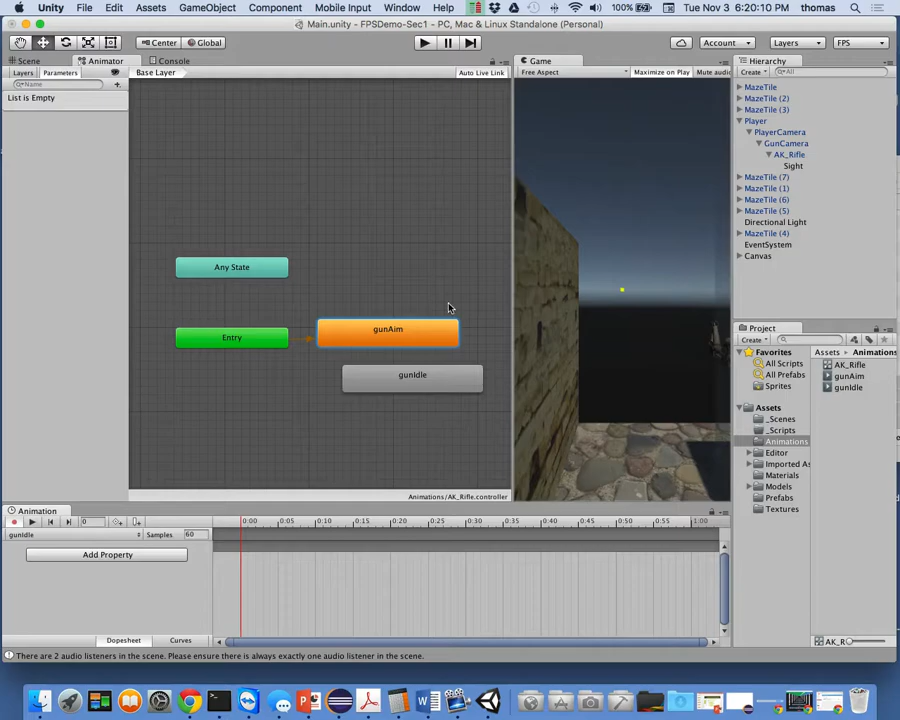 Unity File Edit Assets GameObject Component Mobile Input Window Help 100% Tue Nov 3 6:20:10 PM thomas
Main.unity - FPSDemo-Sec1 - PC, Mac & Linux Standalone (Personal)
Center Global Account Layers FPS
Scene Animator Console Game Hierarchy
Layers Parameters Base Layer Auto Live Link Free Aspect Maximize on Play Mute audio Create All
Name
List is Empty
MazeTile
MazeTile (2)
MazeTile (3)
Player
PlayerCamera
GunCamera
AK_Rifle
Sight
MazeTile (7)
MazeTile (1)
MazeTile (6)
MazeTile (5)
Directional Light
MazeTile (4)
EventSystem
Canvas
Any State
Entry
gunAim
gunIdle
Animations/AK_Rifle.controller
Project
Create
Favorites
All Scripts
All Prefabs
Sprites
Assets
_Scenes
_Scripts
Animations
Editor
Imported As
Materials
Models
Prefabs
Textures
Assets Animations
AK_Rifle
gunAim
gunIdle
AK_R
Animation
0 0:00 0:05 0:10 0:15 0:20 0:25 0:30 0:35 0:40 0:45 0:50 0:55 1:00
gunIdle Samples 60
Add Property
Dopesheet Curves
There are 2 audio listeners in the scene. Please ensure there is always exactly one audio listener in the scene.